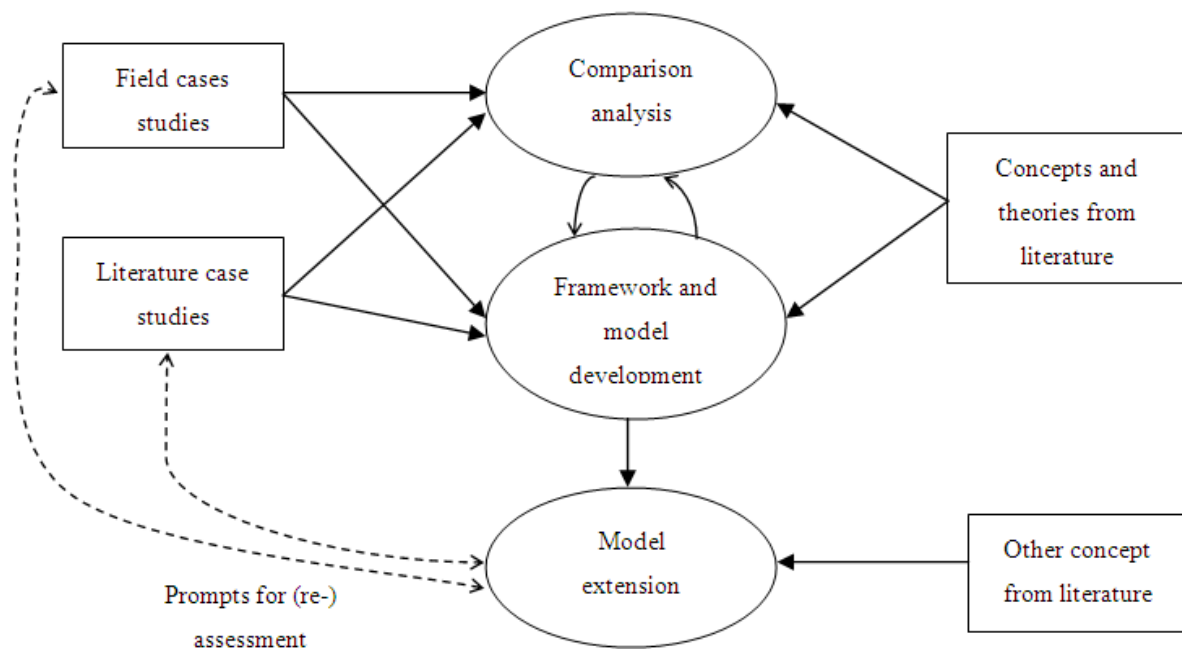 Field cases
studies
Comparison
analysis
Concepts and
theories from
literature
Literature case
studies
Framework and
model
development
Model
extension
Other concept
from literature
Prompts for (re-)
assessment